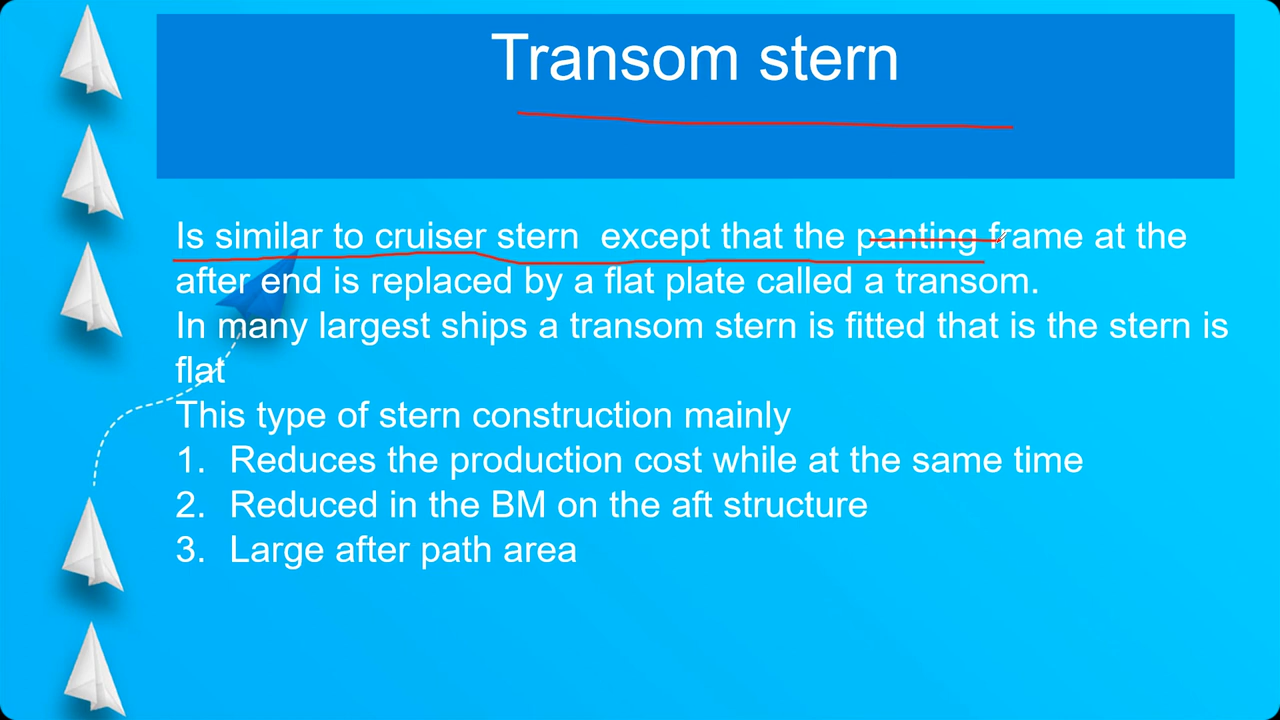 Transom stern
Is similar to cruiser stern except that the panting frame at the
after end is replaced by a flat plate called a transom.
In many largest ships a transom stern is fitted that is the stern is
flat
This type of stern construction mainly
1. Reduces the production cost while at the same time
2. Reduced in the BM on the aft structure
3. Large after path area